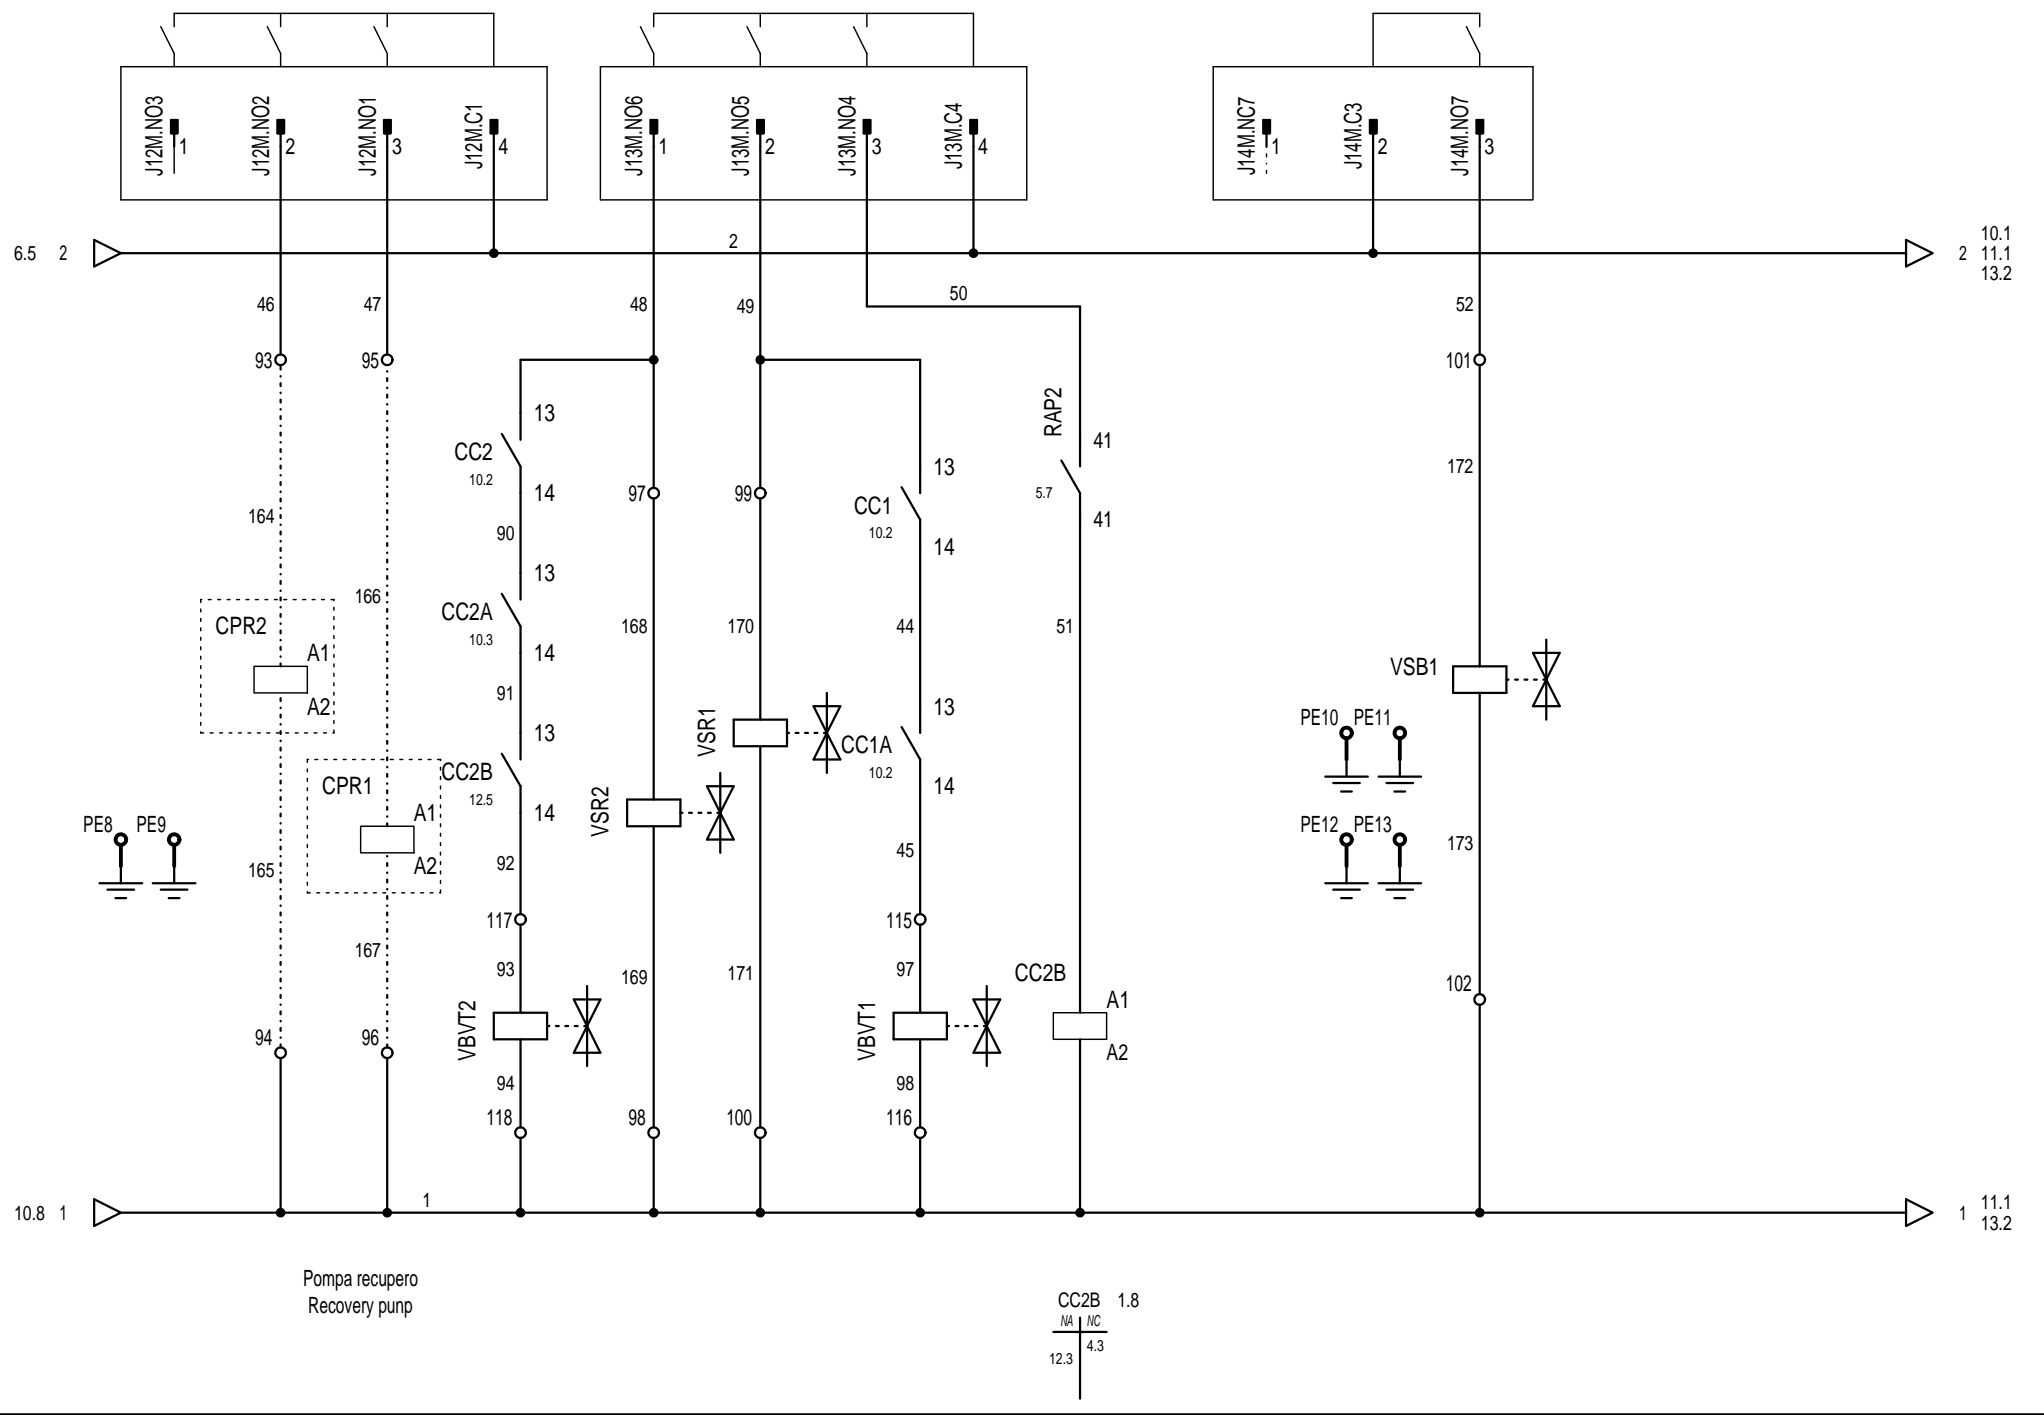 J12M.NO3
1
J12M.NO2
2
J12M.NO1
3
J12M.C1
4
J13M.NO6
1
J13M.NO5
2
J13M.NO4
3
J13M.C4
4
J14M.NC7
1
J14M.C3
2
J14M.NO7
3
6.5 2
2
2
10.1
11.1
13.2
46
47
48
49
50
52
93
95
101
13
RAP2
41
CC2
10.2
14
97
99
13
CC1
10.2
14
5.7
41
172
164
90
13
166
CC2A
10.3
14
168
170
44
51
CPR2
A1
A2
91
13
VSR1
13
CC1A
10.2
14
VSB1
PE10 PE11
CPR1
A1
A2
CC2B
12.5
14
VSR2
PE8 PE9
PE12 PE13
165
92
45
173
117
115
167
93
169
171
97
CC2B
A1
A2
102
94
96
VBVT2
VBVT1
94
98
118
98
100
116
10.8 1
1
1
11.1
13.2
Pompa recupero
Recovery punp
CC2B 1.8
NA NC
12.3 4.3